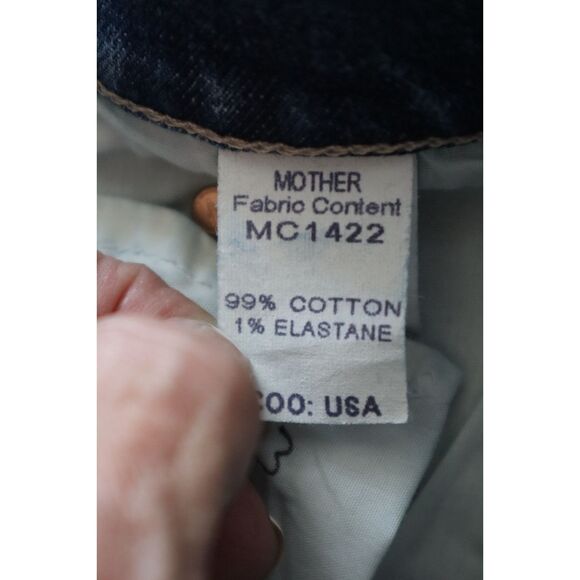 MOTHER
Fabric Content
MC1422
99% COTTON
1% ELASTANE
COO: USA